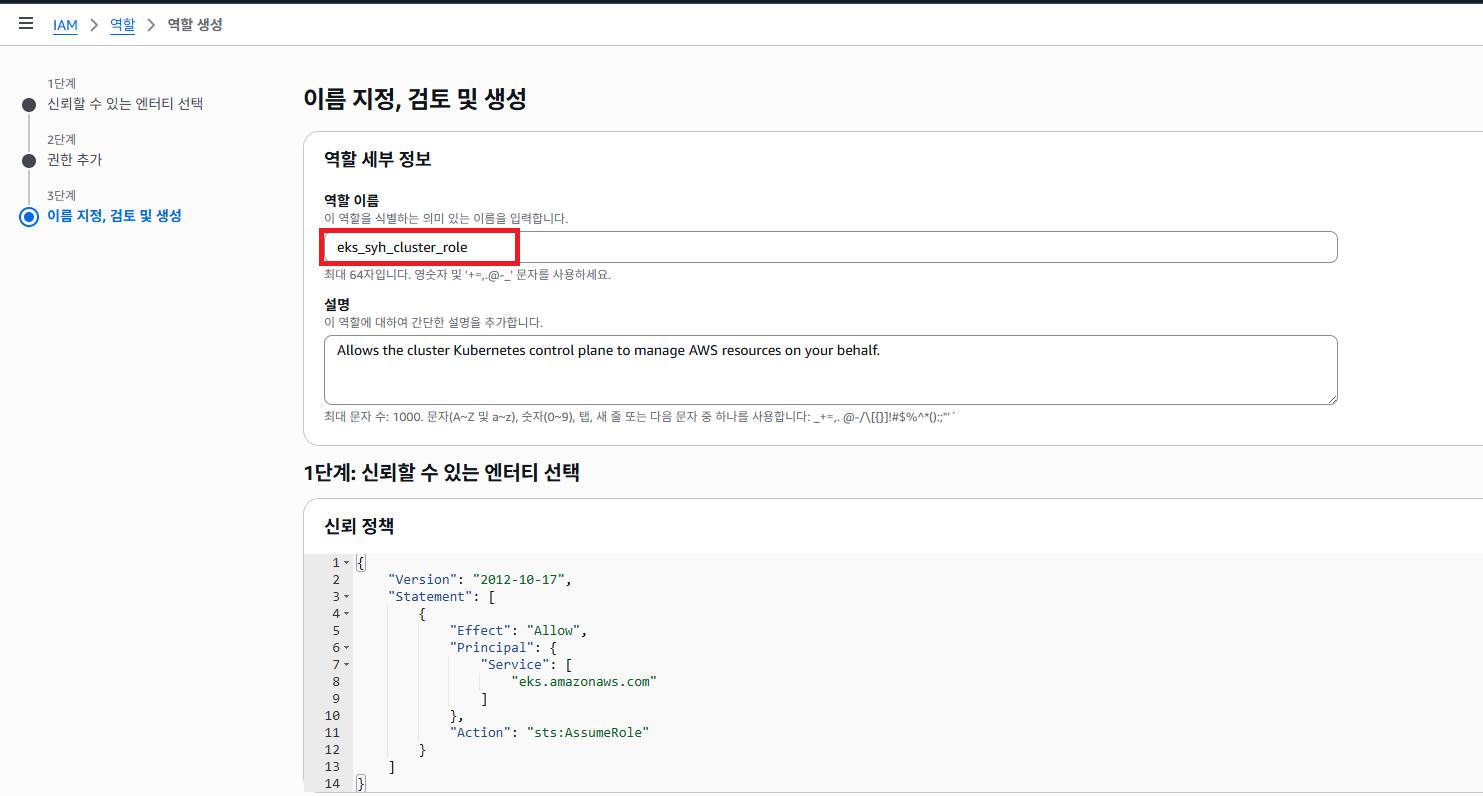 IAM > 역할 > 역할 생성
1단계
신뢰할 수 있는 엔터티 선택
2단계
권한 추가
3단계
이름 지정, 검토 및 생성
이름 지정, 검토 및 생성
역할 세부 정보
역할 이름
이 역할을 식별하는 의미 있는 이름을 입력합니다.
eks_syh_cluster_role
최대 64자입니다. 영숫자 및 '+=,.@-_' 문자를 사용하세요.
설명
이 역할에 대하여 간단한 설명을 추가합니다.
Allows the cluster Kubernetes control plane to manage AWS resources on your behalf.
최대 문자 수: 1000. 문자(A~Z 및 a~z), 숫자(0~9), 탭, 새 줄 또는 다음 문자 중 하나를 사용합니다: _+=,. @-/\[{}]!#$%^*();:"'`
1단계: 신뢰할 수 있는 엔터티 선택
신뢰 정책
1 {
2 "Version": "2012-10-17",
3 "Statement": [
4 {
5 "Effect": "Allow",
6 "Principal": {
7 "Service": [
8 "eks.amazonaws.com"
9 ]
10 },
11 "Action": "sts:AssumeRole"
12 }
13 ]
14 }